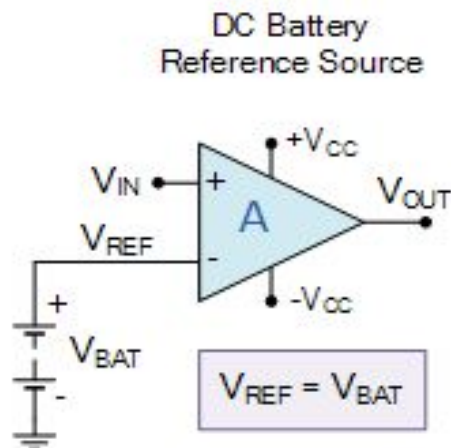 DC Battery
Reference Source
+VCC
VIN
+
VOUT
A
VREF
-
-VCC
+
VBAT
-
VREF = VBAT